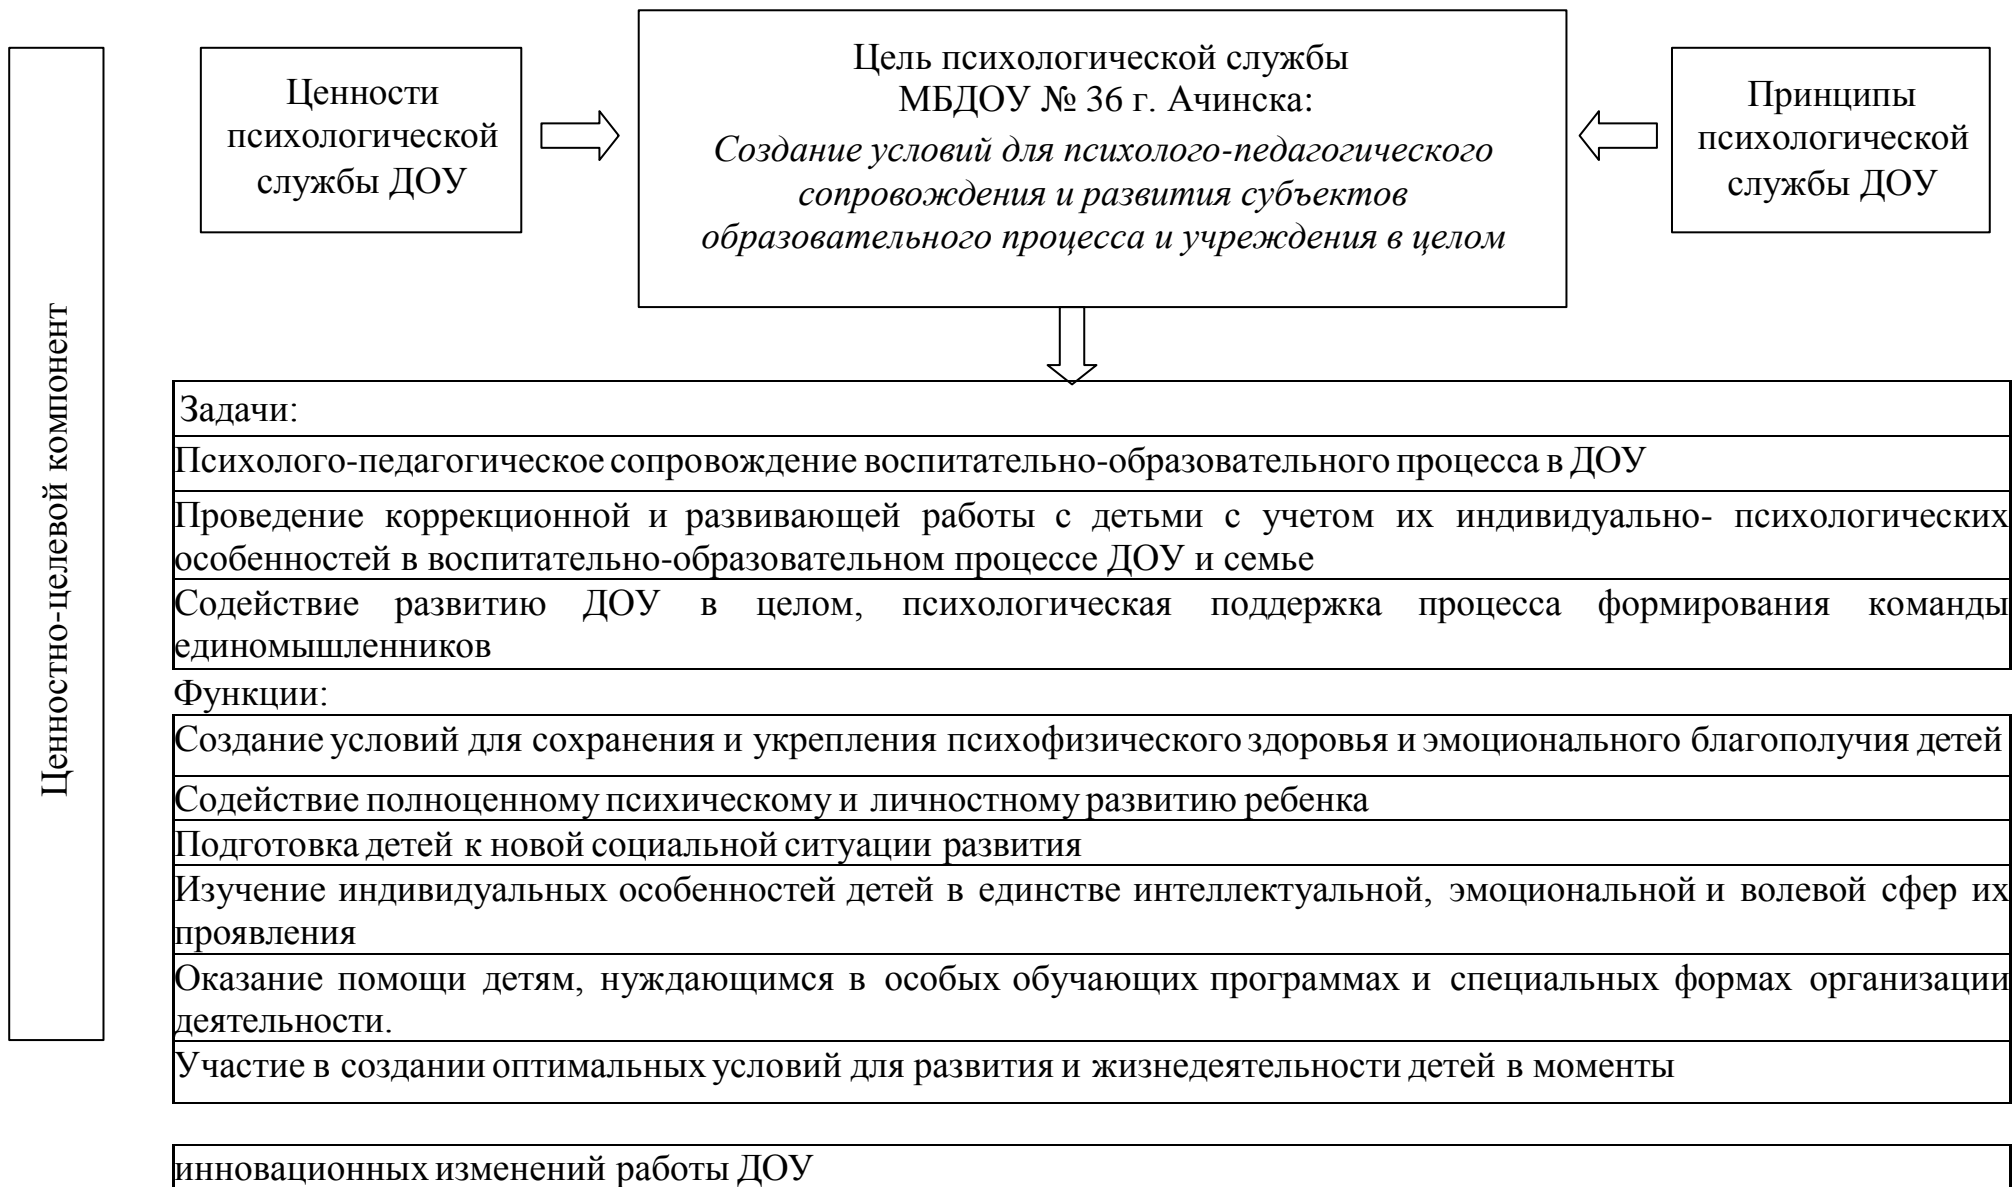 Ценностно-целевой компонент
Ценности
психологической
службы ДОУ
Цель психологической службы
МБДОУ № 36 г. Ачинска:
Создание условий для психолого-педагогического
сопровождения и развития субъектов
образовательного процесса и учреждения в целом
Принципы
психологической
службы ДОУ
Задачи:
Психолого-педагогическое сопровождение воспитательно-образовательного процесса в ДОУ
Проведение коррекционной и развивающей работы с детьми с учетом их индивидуально- психологических
особенностей в воспитательно-образовательном процессе ДОУ и семье
Содействие развитию ДОУ в целом, психологическая поддержка процесса формирования команды
единомышленников
Функции:
Создание условий для сохранения и укрепления психофизического здоровья и эмоционального благополучия детей
Содействие полноценному психическому и личностному развитию ребенка
Подготовка детей к новой социальной ситуации развития
Изучение индивидуальных особенностей детей в единстве интеллектуальной, эмоциональной и волевой сфер их
проявления
Оказание помощи детям, нуждающимся в особых обучающих программах и специальных формах организации
деятельности.
Участие в создании оптимальных условий для развития и жизнедеятельности детей в моменты
инновационных изменений работы ДОУ